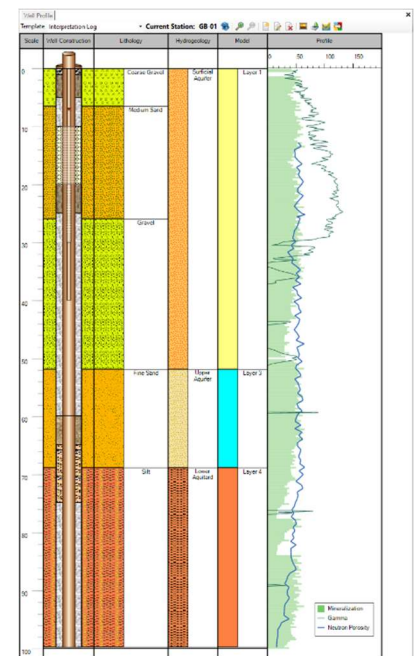 Well Profile
Template Interpretation Log
Current Station: GB 01
Scale Well Construction Lithology Hydrogeology Model Profile
0 50 100 150
0
Coarse Gravel
Surficial
Aquifer
Layer 1
Medium Sand
10
20
Gravel
30
40
50
Fine Sand
Upper
Aquifer
Layer 3
60
Silt
Lower
Aquitard
Layer 4
70
80
90
Mineralization
Gamma
Neutron Porosity
100